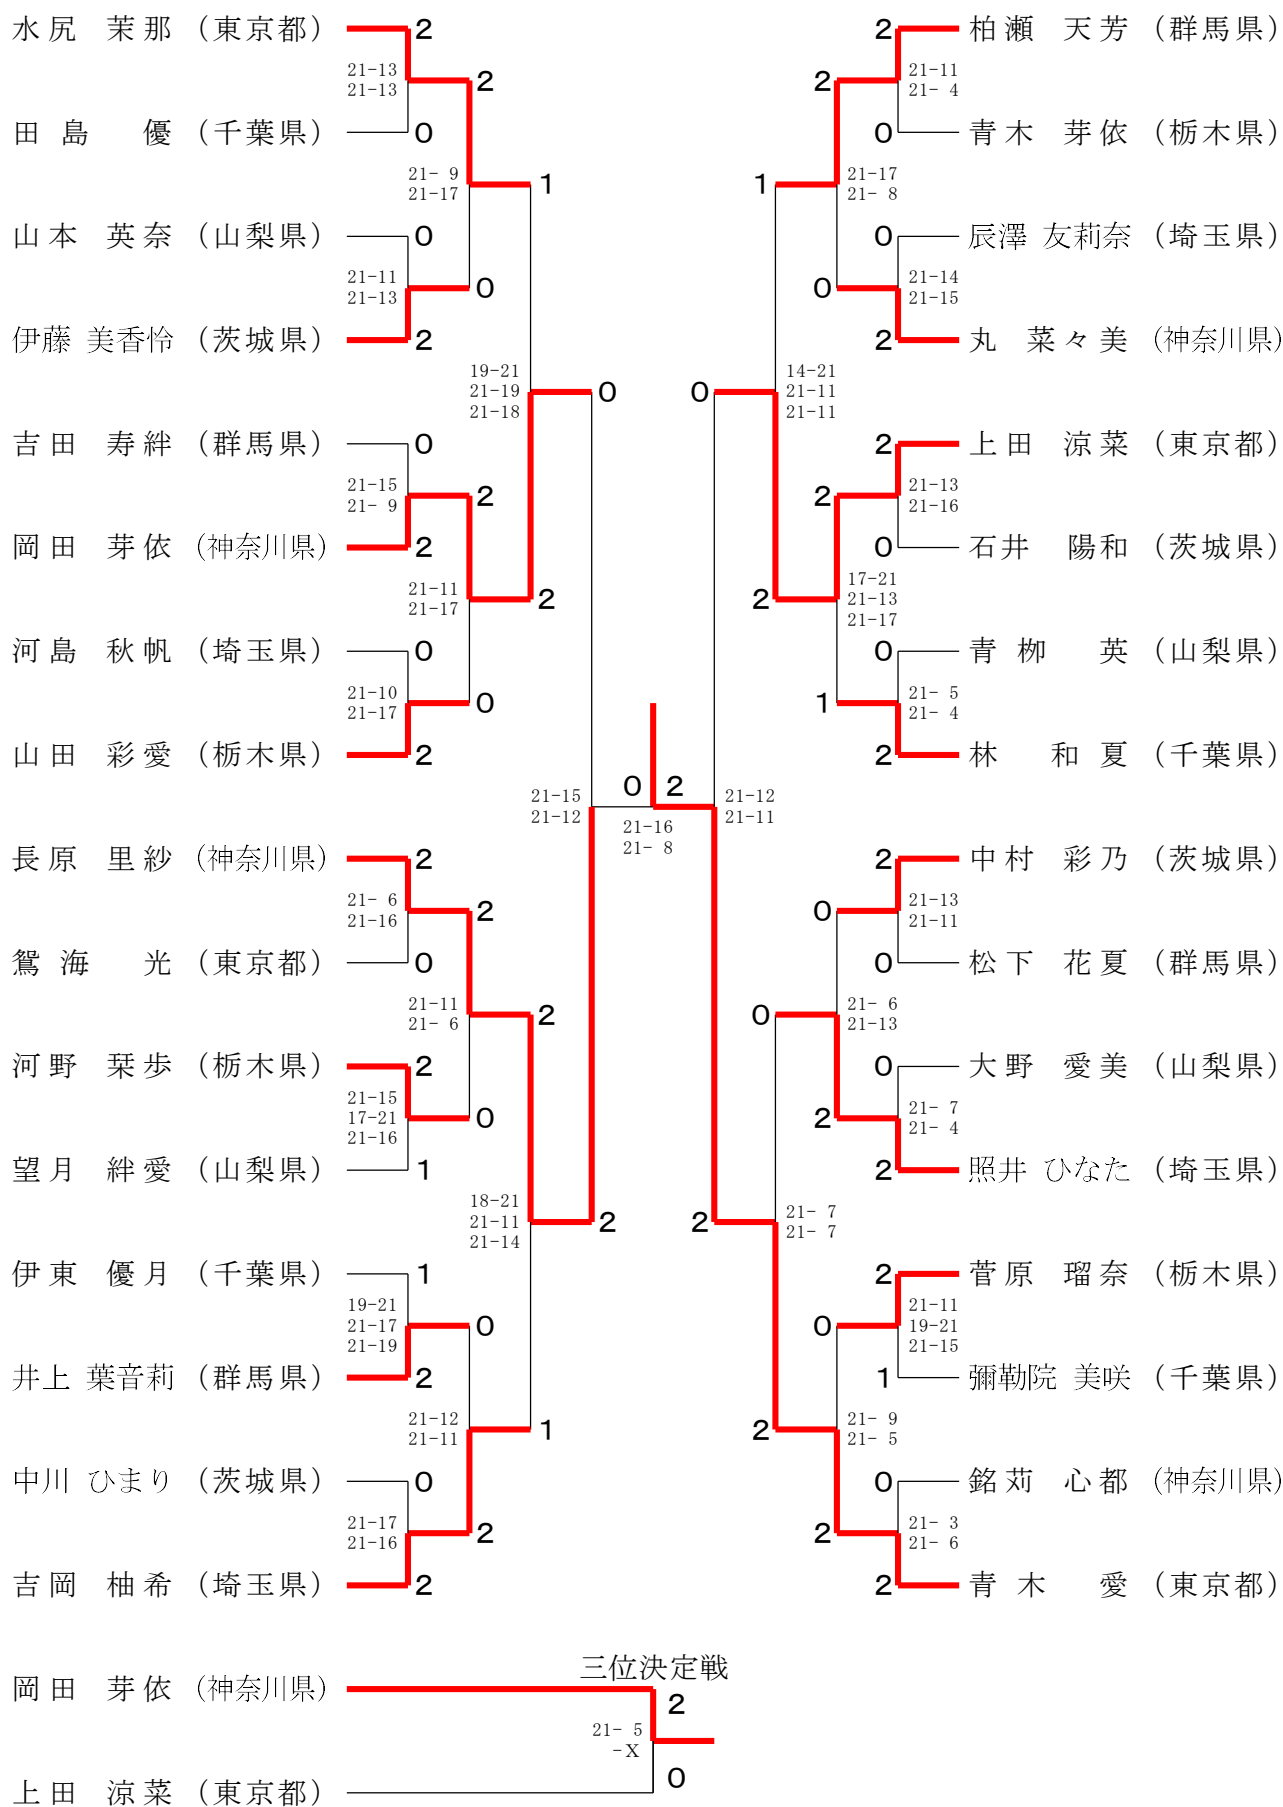 水尻 茉那 (東京都) 2 2 柏瀬 天芳 (群馬県)
21-13 2 2 21-11
21-13 21- 4
田島 優 (千葉県) 0 0 青木 芽依 (栃木県)
21- 9 1 1 21-17
21-17 21- 8
山本 英奈 (山梨県) 0 0 辰澤 友莉奈 (埼玉県)
21-11 0 0 21-14
21-13 21-15
伊藤 美香怜 (茨城県) 2 2 丸 菜々美 (神奈川県)
19-21 14-21
21-19 0 0 21-11
21-18 21-11
吉田 寿絆 (群馬県) 0 2 上田 涼菜 (東京都)
21-15 2 2 21-13
21- 9 21-16
岡田 芽依 (神奈川県) 2 0 石井 陽和 (茨城県)
21-11 2 2 17-21
21-17 21-13
21-17
河島 秋帆 (埼玉県) 0 0 青栁 英 (山梨県)
21-10 0 1 21- 5
21-17 21- 4
山田 彩愛 (栃木県) 2 2 林 和夏 (千葉県)
0 2
21-15 21-12
21-12 21-11
21-16
21- 8
長原 里紗 (神奈川県) 2 2 中村 彩乃 (茨城県)
21- 6 2 0 21-13
21-16 21-11
鴛海 光 (東京都) 0 0 松下 花夏 (群馬県)
21-11 2 0 21- 6
21- 6 21-13
河野 栞歩 (栃木県) 2 0 大野 愛美 (山梨県)
21-15 21- 7
17-21 0 2 21- 4
21-16
望月 絆愛 (山梨県) 1 2 照井 ひなた (埼玉県)
18-21 21- 7
21-11 2 2 21- 7
21-14
伊東 優月 (千葉県) 1 2 菅原 瑠奈 (栃木県)
19-21 21-11
21-17 0 0 19-21
21-19 21-15
井上 葉音莉 (群馬県) 2 1 彌勒院 美咲 (千葉県)
21-12 1 2 21- 9
21-11 21- 5
中川 ひまり (茨城県) 0 0 銘苅 心都 (神奈川県)
21-17 2 2 21- 3
21-16 21- 6
吉岡 柚希 (埼玉県) 2 2 青木 愛 (東京都)
三位決定戦
岡田 芽依 (神奈川県) 2
21- 5
-X
上田 涼菜 (東京都) 0